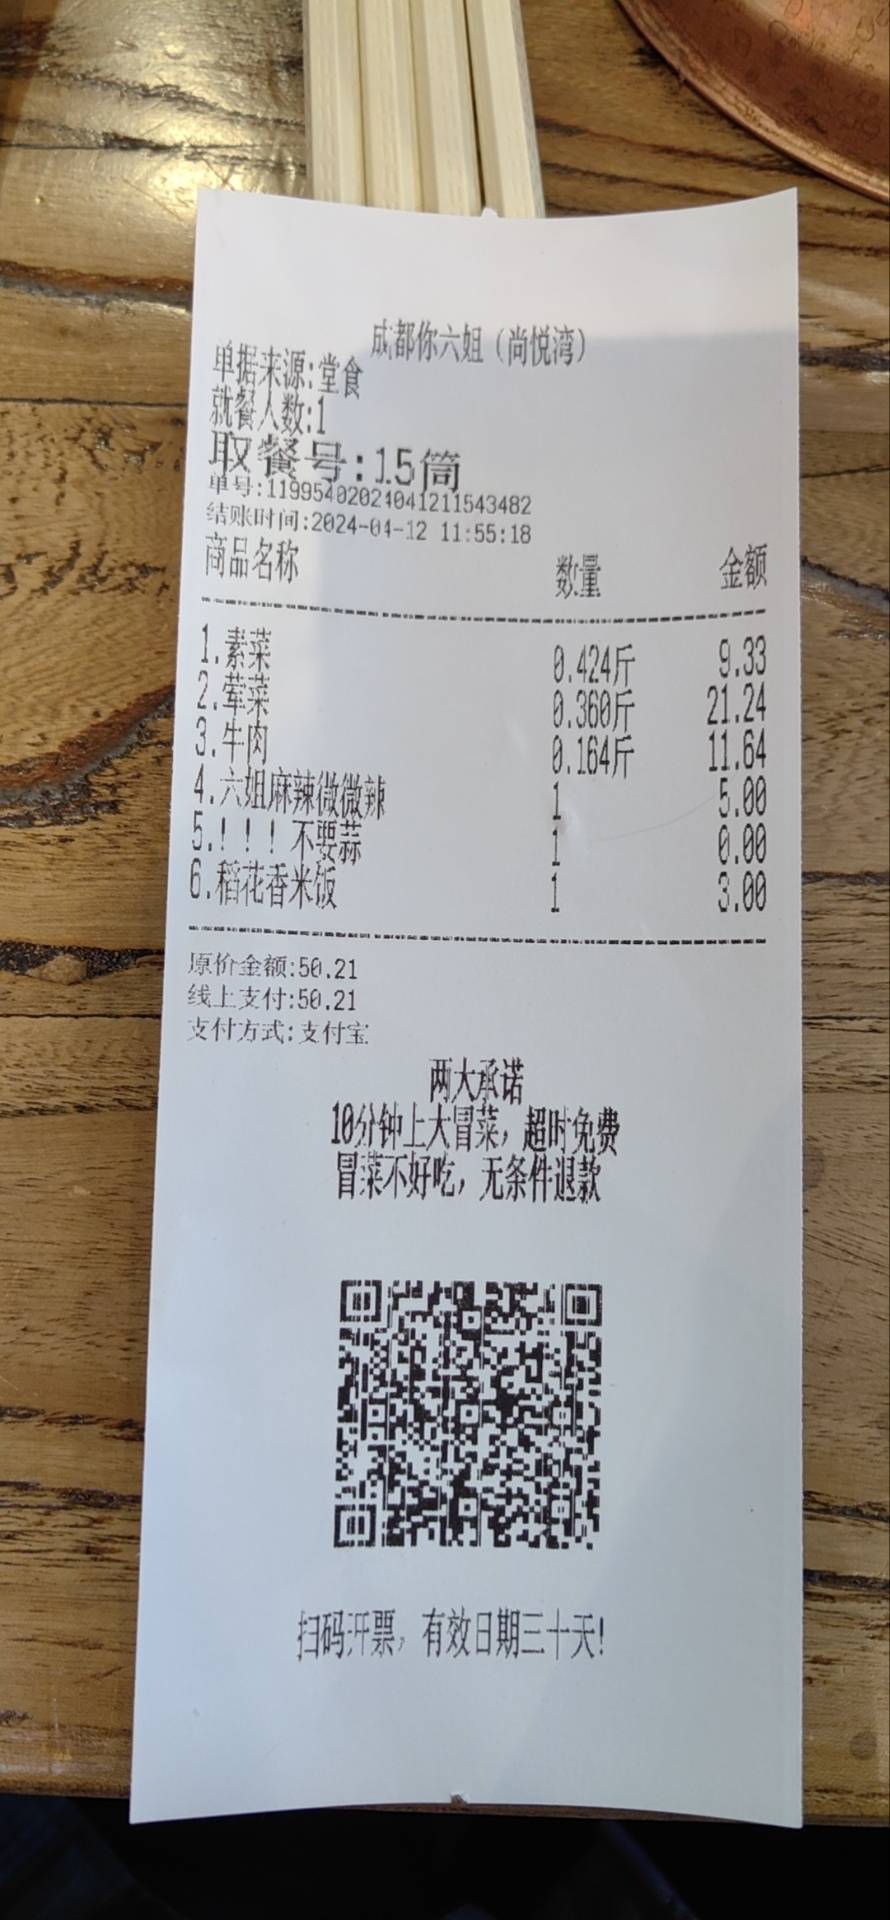 成都你六姐（尚悦湾）
单据来源:堂食
就餐人数:1
取餐号:15筒
单号:11995402024041211543482
结账时间:2024-04-12 11:55:18
商品名称 数量 金额
1.素菜 0.424斤 9.33
2.荤菜 0.360斤 21.24
3.牛肉 0.164斤 11.64
4.六姐麻辣微微辣 1 5.00
5.！！！不要蒜 1 0.00
6.稻花香米饭 1 3.00
原价金额:50.21
线上支付:50.21
支付方式:支付宝
两大承诺
10分钟上大冒菜，超时免费
冒菜不好吃，无条件退款
扫码开票，有效日期三十天!